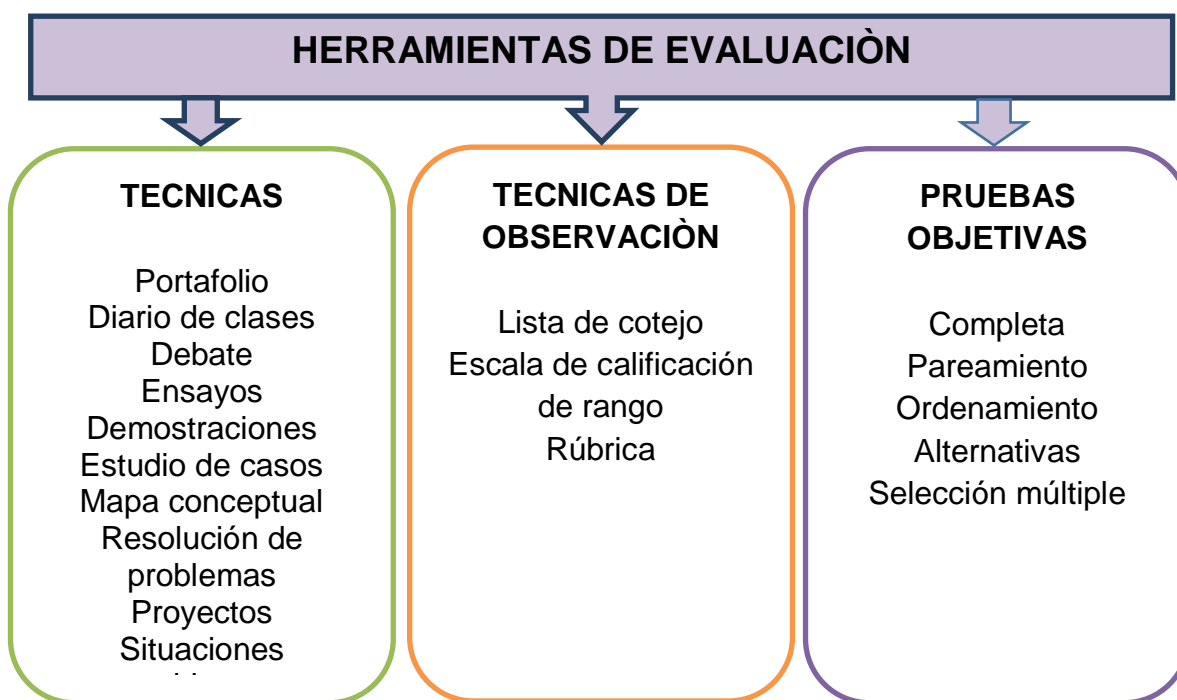 HERRAMIENTAS DE EVALUACIÒN
TECNICAS
Portafolio
Diario de clases
Debate
Ensayos
Demostraciones
Estudio de casos
Mapa conceptual
Resolución de
problemas
Proyectos
Situaciones
TECNICAS DE
OBSERVACIÒN
Lista de cotejo
Escala de calificación
de rango
Rúbrica
PRUEBAS
OBJETIVAS
Completa
Pareamiento
Ordenamiento
Alternativas
Selección múltiple